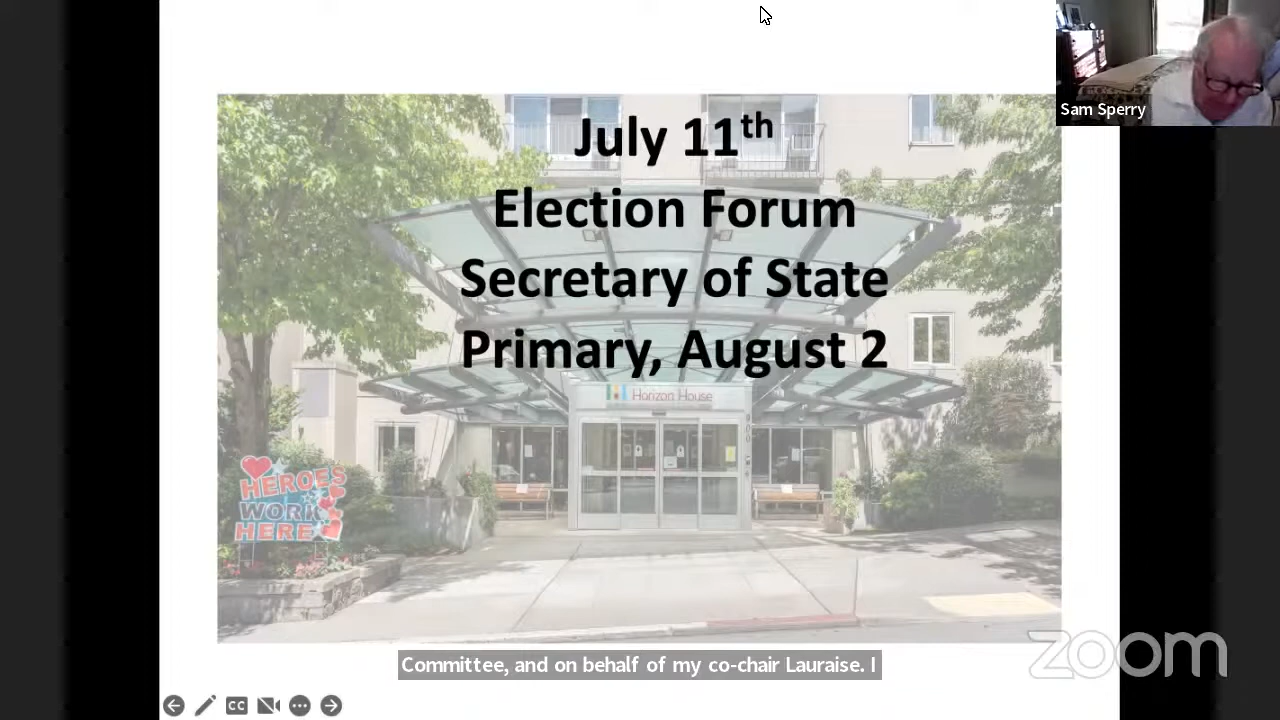 Sam Sperry
July 11th
Election Forum
Secretary of State
Primary, August 2
Horizon House
HEROES
WORK
HERE
Committee, and on behalf of my co-chair Lauraise. I
zoom
CC